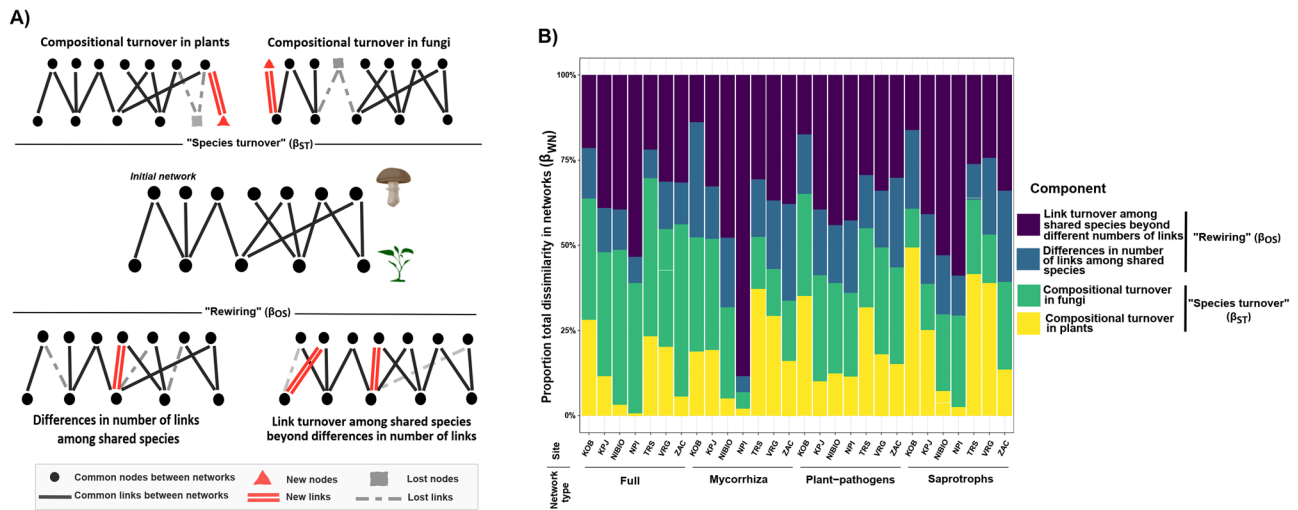 A)
Compositional turnover in plants
Compositional turnover in fungi
"Species turnover" (βST)
Initial network
"Rewiring" (βOS)
Differences in number of links
among shared species
Link turnover among shared species
beyond differences in number of links
Common nodes between networks
New nodes
Lost nodes
Common links between networks
New links
Lost links
B)
Proportion total dissimilarity in networks (βWN)
100%
75%
50%
25%
0%
Site
KOB KPJ NIBIO NPI TRS VRG ZAC KOB KPJ NIBIO NPI TRS VRG ZAC KOB KPJ NIBIO NPI TRS VRG ZAC KOB KPJ NIBIO NPI TRS VRG ZAC
Network
type
Full Mycorrhiza Plant−pathogens Saprotrophs
Component
Link turnover among
shared species beyond
different numbers of links
Differences in number
of links among shared
species
"Rewiring" (βOS)
Compositional turnover
in fungi
Compositional turnover
in plants
"Species turnover"
(βST)